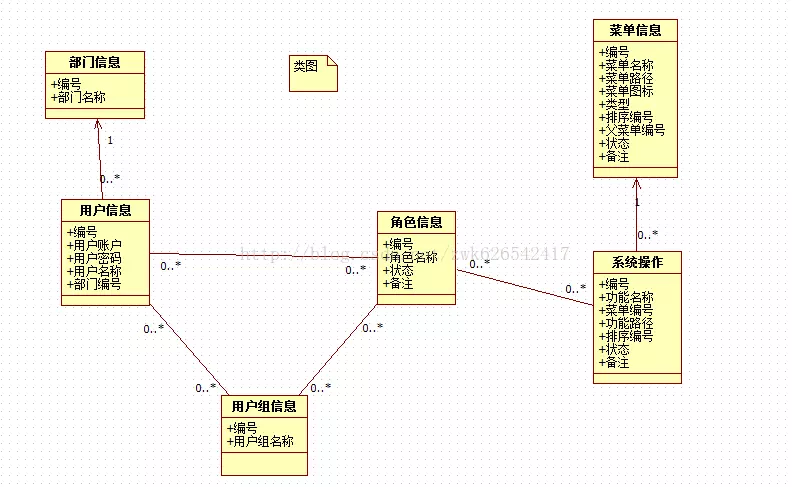 部门信息
+编号
+部门名称
类图
菜单信息
+编号
+菜单名称
+菜单路径
+菜单图标
+类型
+排序编号
+父菜单编号
+状态
+备注
1
0..*
用户信息
+编号
+用户账户
+用户密码
+用户名称
+部门编号
0..*
0..*
角色信息
+编号
+角色名称
+状态
+备注
1
0..*
0..*
0..*
系统操作
+编号
+功能名称
+菜单编号
+功能路径
+排序编号
+状态
+备注
0..*
0..*
0..*
0..*
用户组信息
+编号
+用户组名称